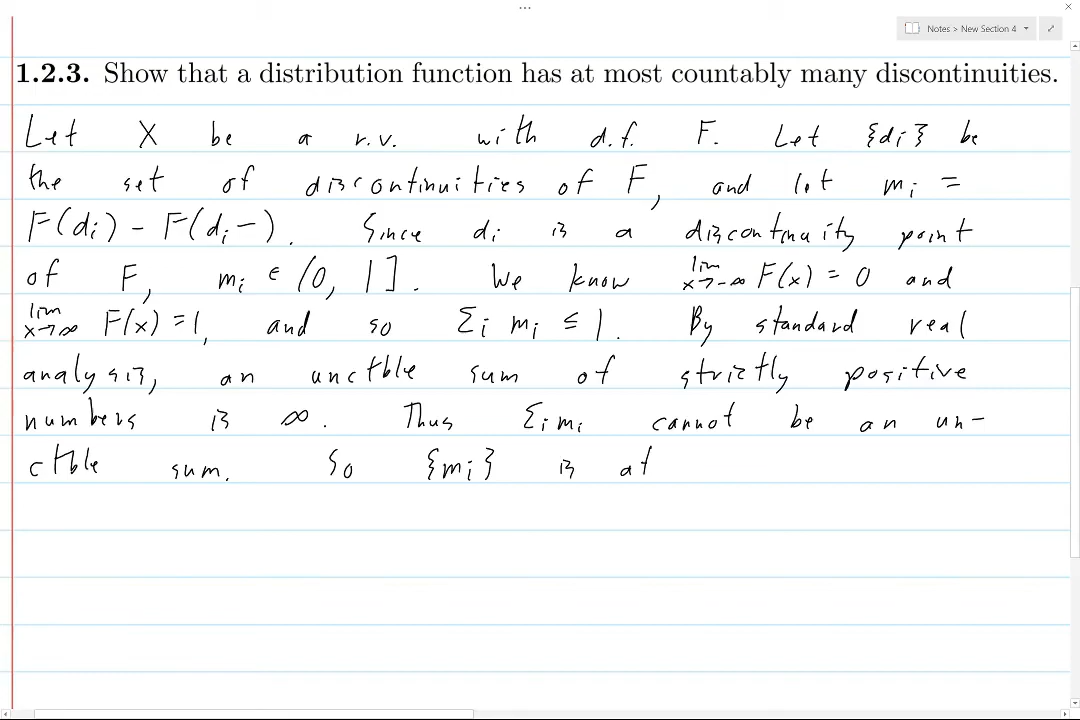 ...
Notes > New Section 4
1.2.3. Show that a distribution function has at most countably many discontinuities.
Let X be a r.v. with d.f. F. Let {di} be
the set of discontinuities of F, and let mi =
F(di) - F(di-). Since di is a discontinuity point
of F, mi ∈ (0, 1]. We know lim x→-∞ F(x) = 0 and
lim x→∞ F(x) = 1, and so Σi mi ≤ 1. By standard real
analysis, an unctble sum of strictly positive
numbers is ∞. Thus Σi mi cannot be an un-
ctble sum. So {mi} is at